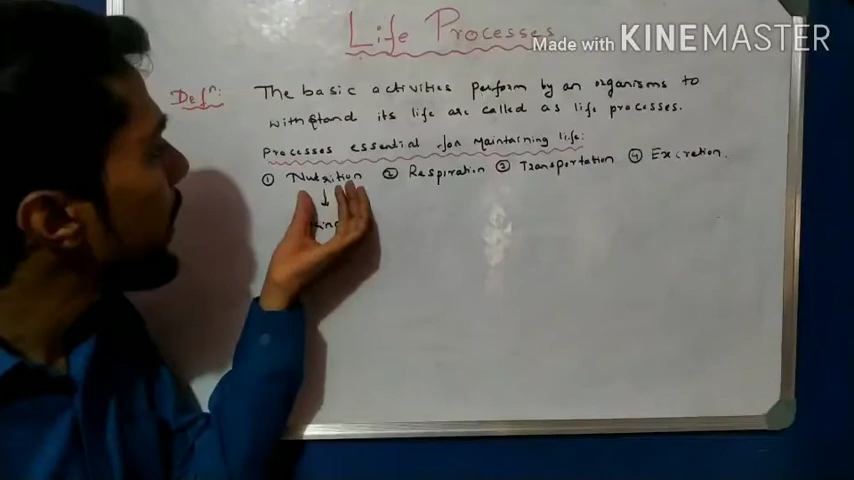 Life Processes
Made with KINEMASTER
Defⁿ: The basic activities perform by an organisms to
withstand its life are called as life processes.
Processes essential for Maintaining life:
① Nutrition ② Respiration ③ Transportation ④ Excretion.
↓